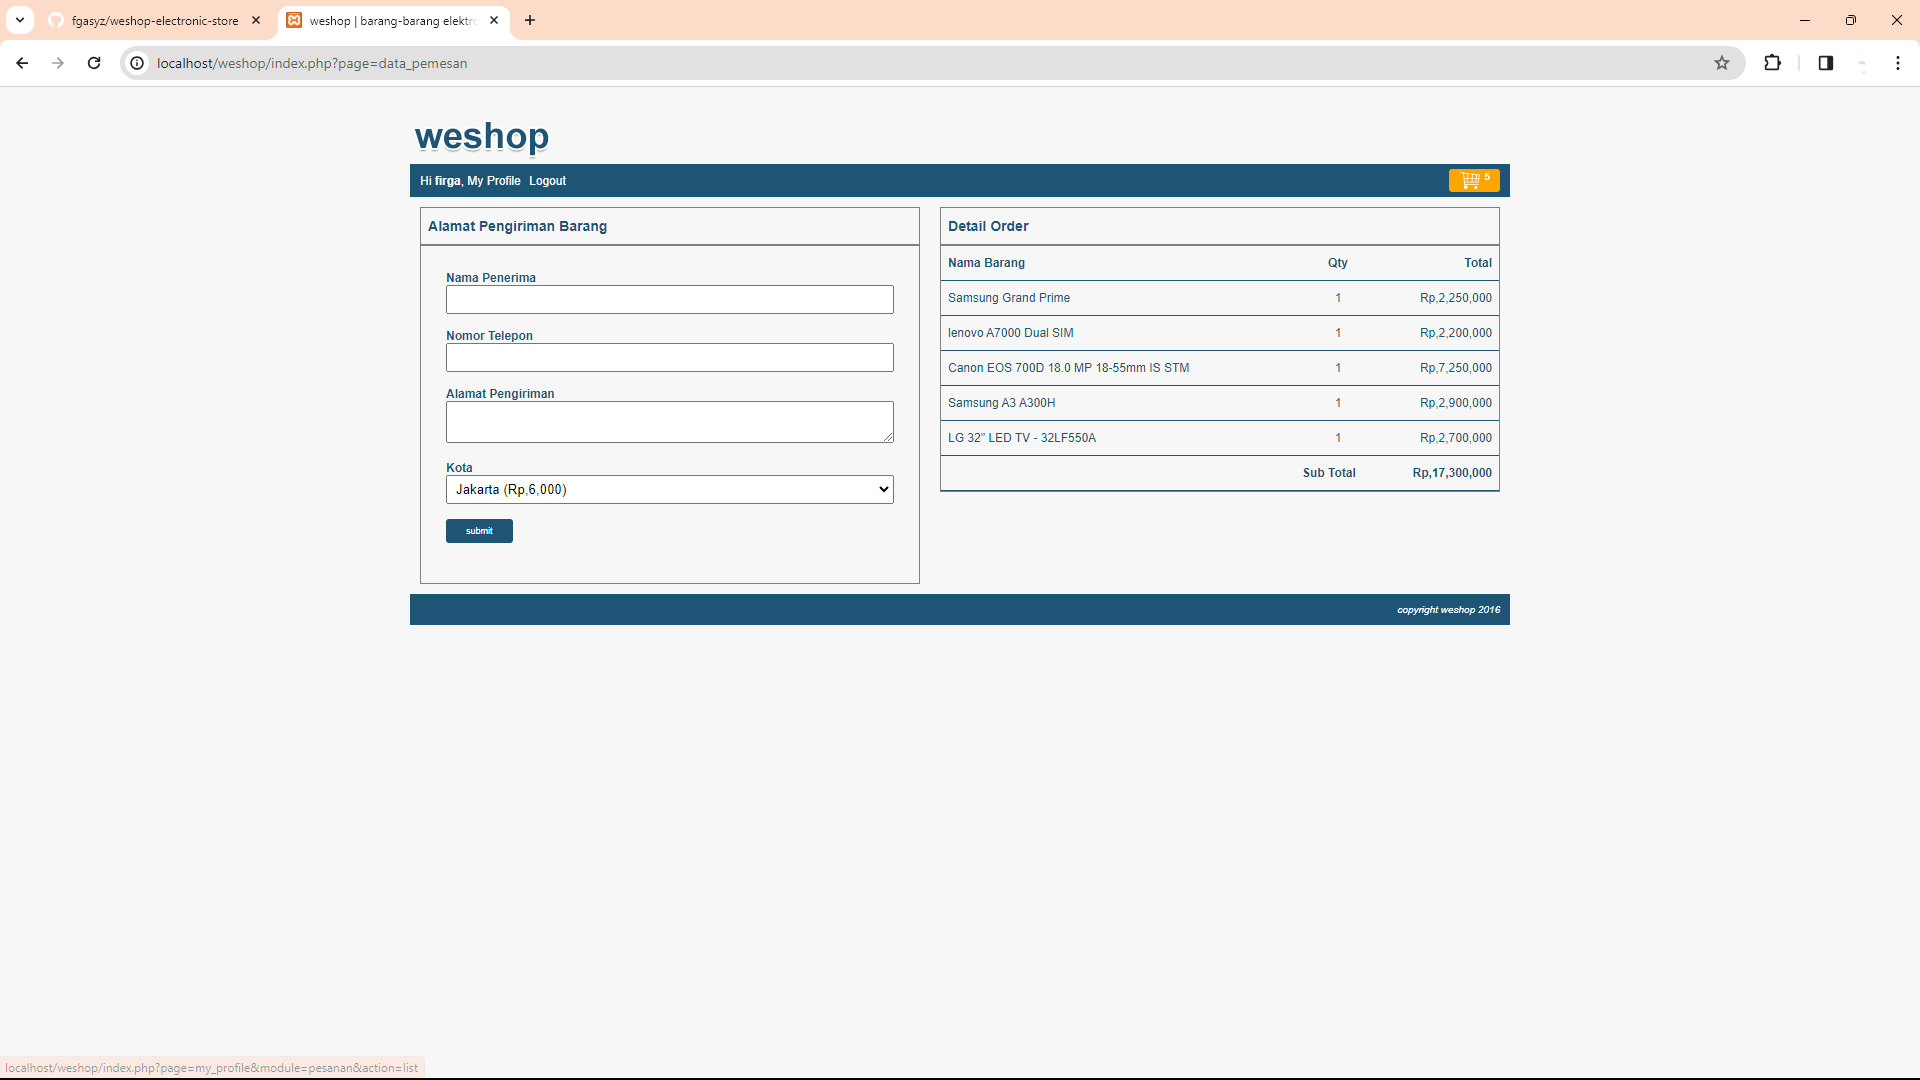 fgasyz/weshop-electronic-store
weshop | barang-barang elektro
localhost/weshop/index.php?page=data_pemesan
weshop
Hi firga, My Profile Logout
5
Alamat Pengiriman Barang
Nama Penerima
Nomor Telepon
Alamat Pengiriman
Kota
Jakarta (Rp,6,000)
submit
Detail Order
Nama Barang Qty Total
Samsung Grand Prime 1 Rp,2,250,000
lenovo A7000 Dual SIM 1 Rp,2,200,000
Canon EOS 700D 18.0 MP 18-55mm IS STM 1 Rp,7,250,000
Samsung A3 A300H 1 Rp,2,900,000
LG 32" LED TV - 32LF550A 1 Rp,2,700,000
Sub Total Rp,17,300,000
copyright weshop 2016
localhost/weshop/index.php?page=my_profile&module=pesanan&action=list